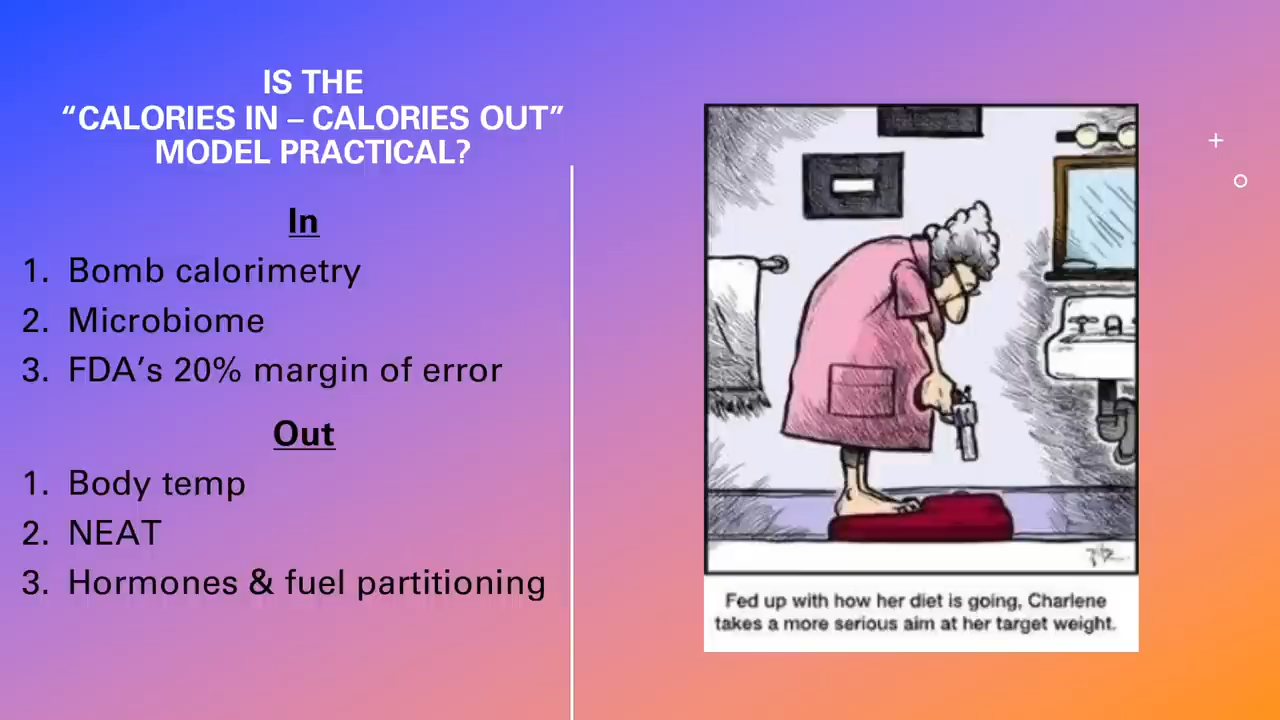 IS THE
“CALORIES IN – CALORIES OUT”
MODEL PRACTICAL?
In
1. Bomb calorimetry
2. Microbiome
3. FDA’s 20% margin of error
Out
1. Body temp
2. NEAT
3. Hormones & fuel partitioning
Fed up with how her diet is going, Charlene
takes a more serious aim at her target weight.